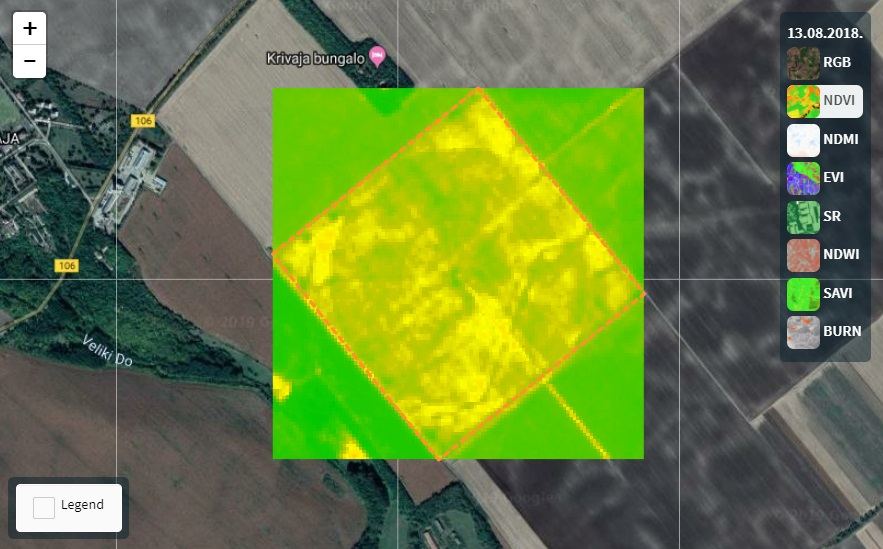 +
−
Krivaja bungalo
106
JA
106
Veliki Do
13.08.2018.
RGB
NDVI
NDMI
EVI
SR
NDWI
SAVI
BURN
Legend